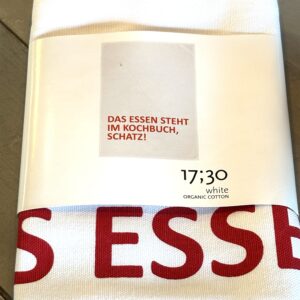 DAS ESSEN STEHT
IM KOCHBUCH,
SCHATZ!
17;30
white
ORGANIC COTTON
S ESSE